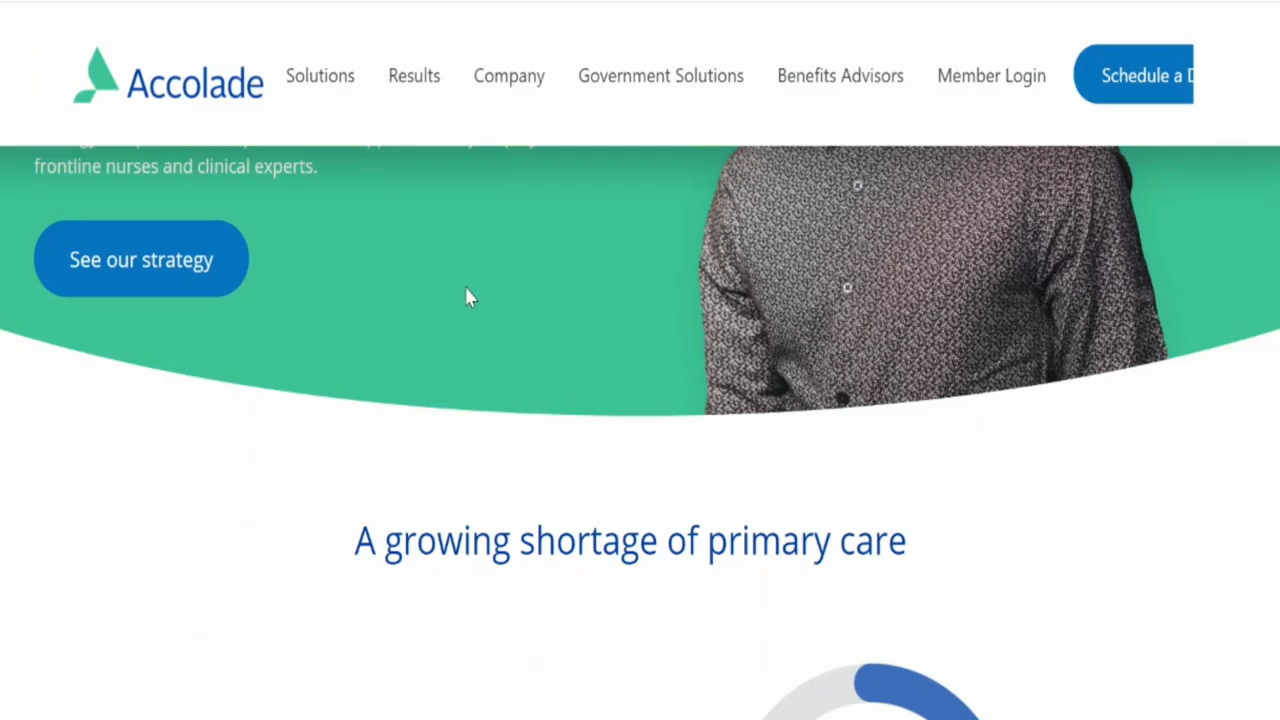 Accolade
Solutions
Results
Company
Government Solutions
Benefits Advisors
Member Login
Schedule a D
frontline nurses and clinical experts.
See our strategy
A growing shortage of primary care